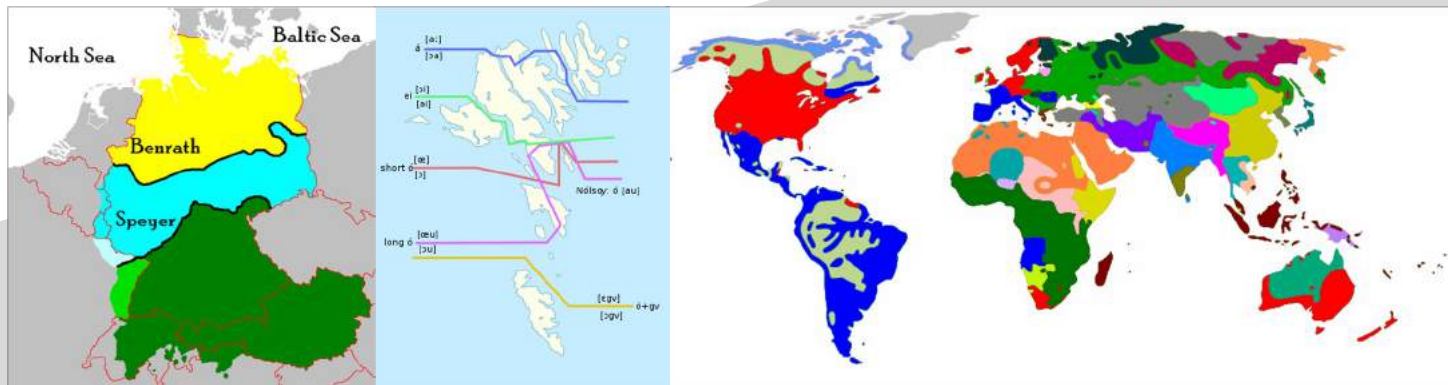 North Sea
Baltic Sea
Benrath
Speyer
á
[aː]
[ɔa]
ei
[ɔi]
[ai]
short ó
[œ]
[ɔ]
Nólsoy: ó [au]
long ó
[œu]
[ɔu]
[ɛgv]
[ɔgv]
ó+gv